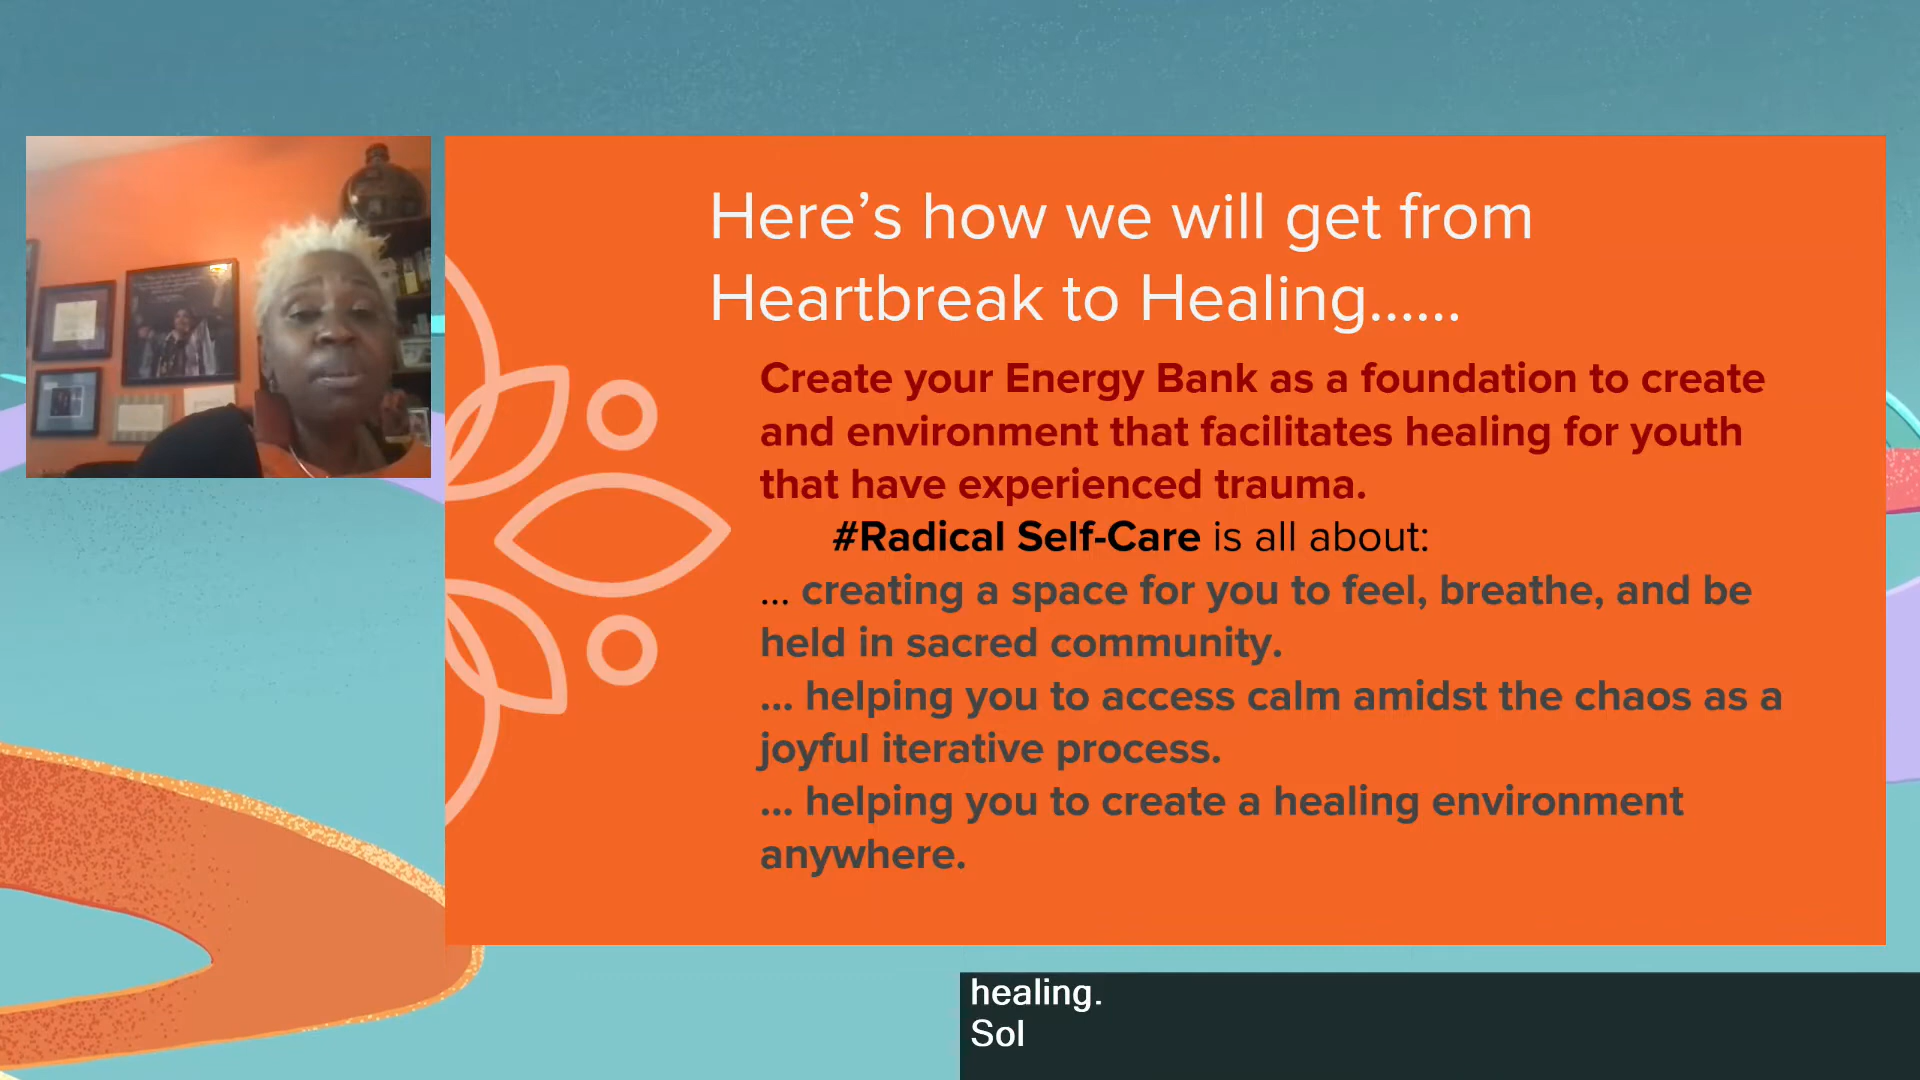 Here’s how we will get from
Heartbreak to Healing......
Create your Energy Bank as a foundation to create
and environment that facilitates healing for youth
that have experienced trauma.
#Radical Self-Care is all about:
... creating a space for you to feel, breathe, and be
held in sacred community.
... helping you to access calm amidst the chaos as a
joyful iterative process.
... helping you to create a healing environment
anywhere.
healing.
Sol